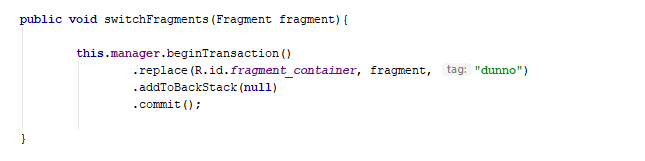 public void switchFragments(Fragment fragment){
this.manager.beginTransaction()
.replace(R.id.fragment_container, fragment, tag: "dunno")
.addToBackStack(null)
.commit();
}